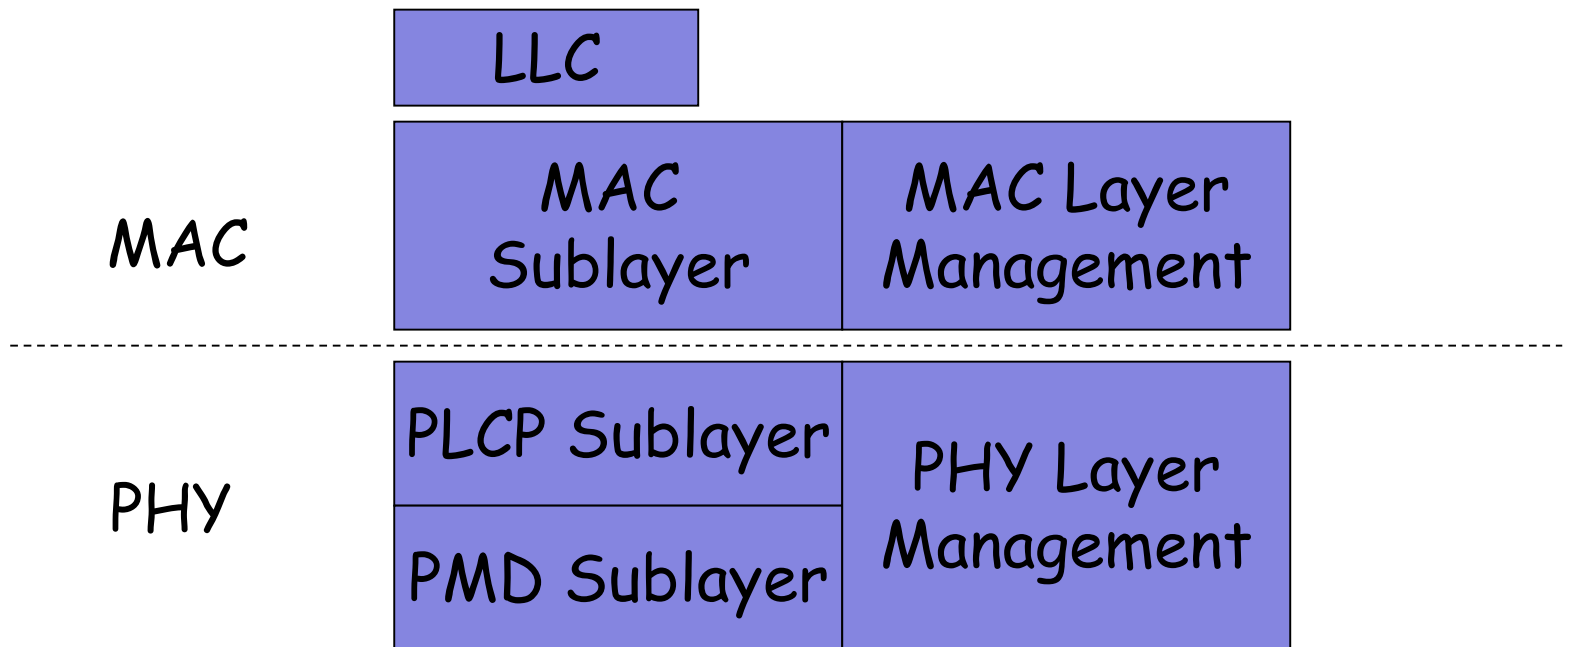 LLC
MAC
MAC
Sublayer
MAC Layer
Management
PHY
PLCP Sublayer
PMD Sublayer
PHY Layer
Management